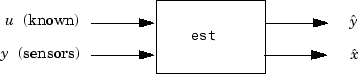 u (known)
est
ŷ
y (sensors)
x̂